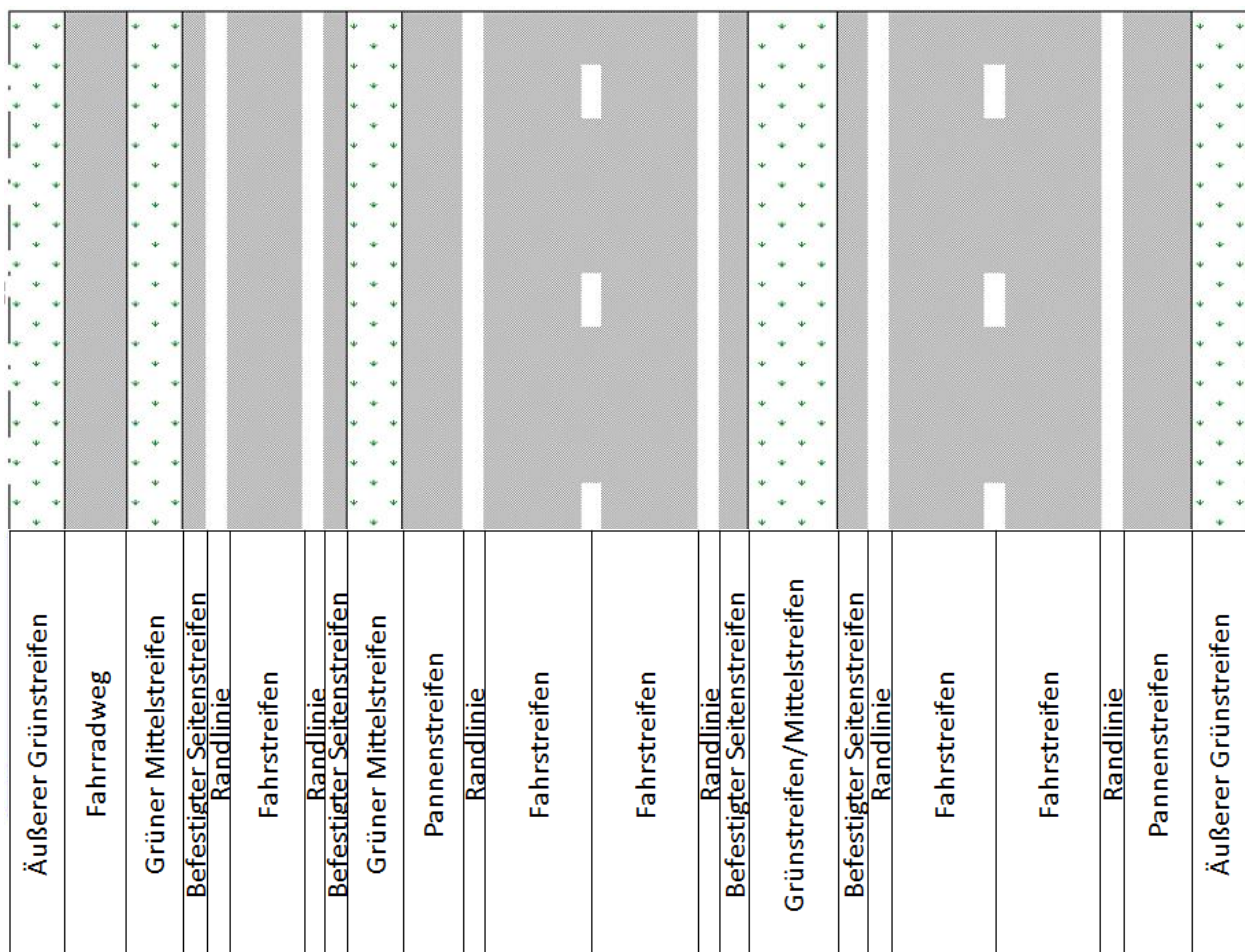 Äußerer Grünstreifen
Fahrradweg
Grüner Mittelstreifen
Befestigter Seitenstreifen
Randlinie
Fahrstreifen
Randlinie
Befestigter Seitenstreifen
Grüner Mittelstreifen
Pannenstreifen
Randlinie
Fahrstreifen
Fahrstreifen
Randlinie
Befestigter Seitenstreifen
Grünstreifen/Mittelstreifen
Befestigter Seitenstreifen
Randlinie
Fahrstreifen
Fahrstreifen
Randlinie
Pannenstreifen
Äußerer Grünstreifen